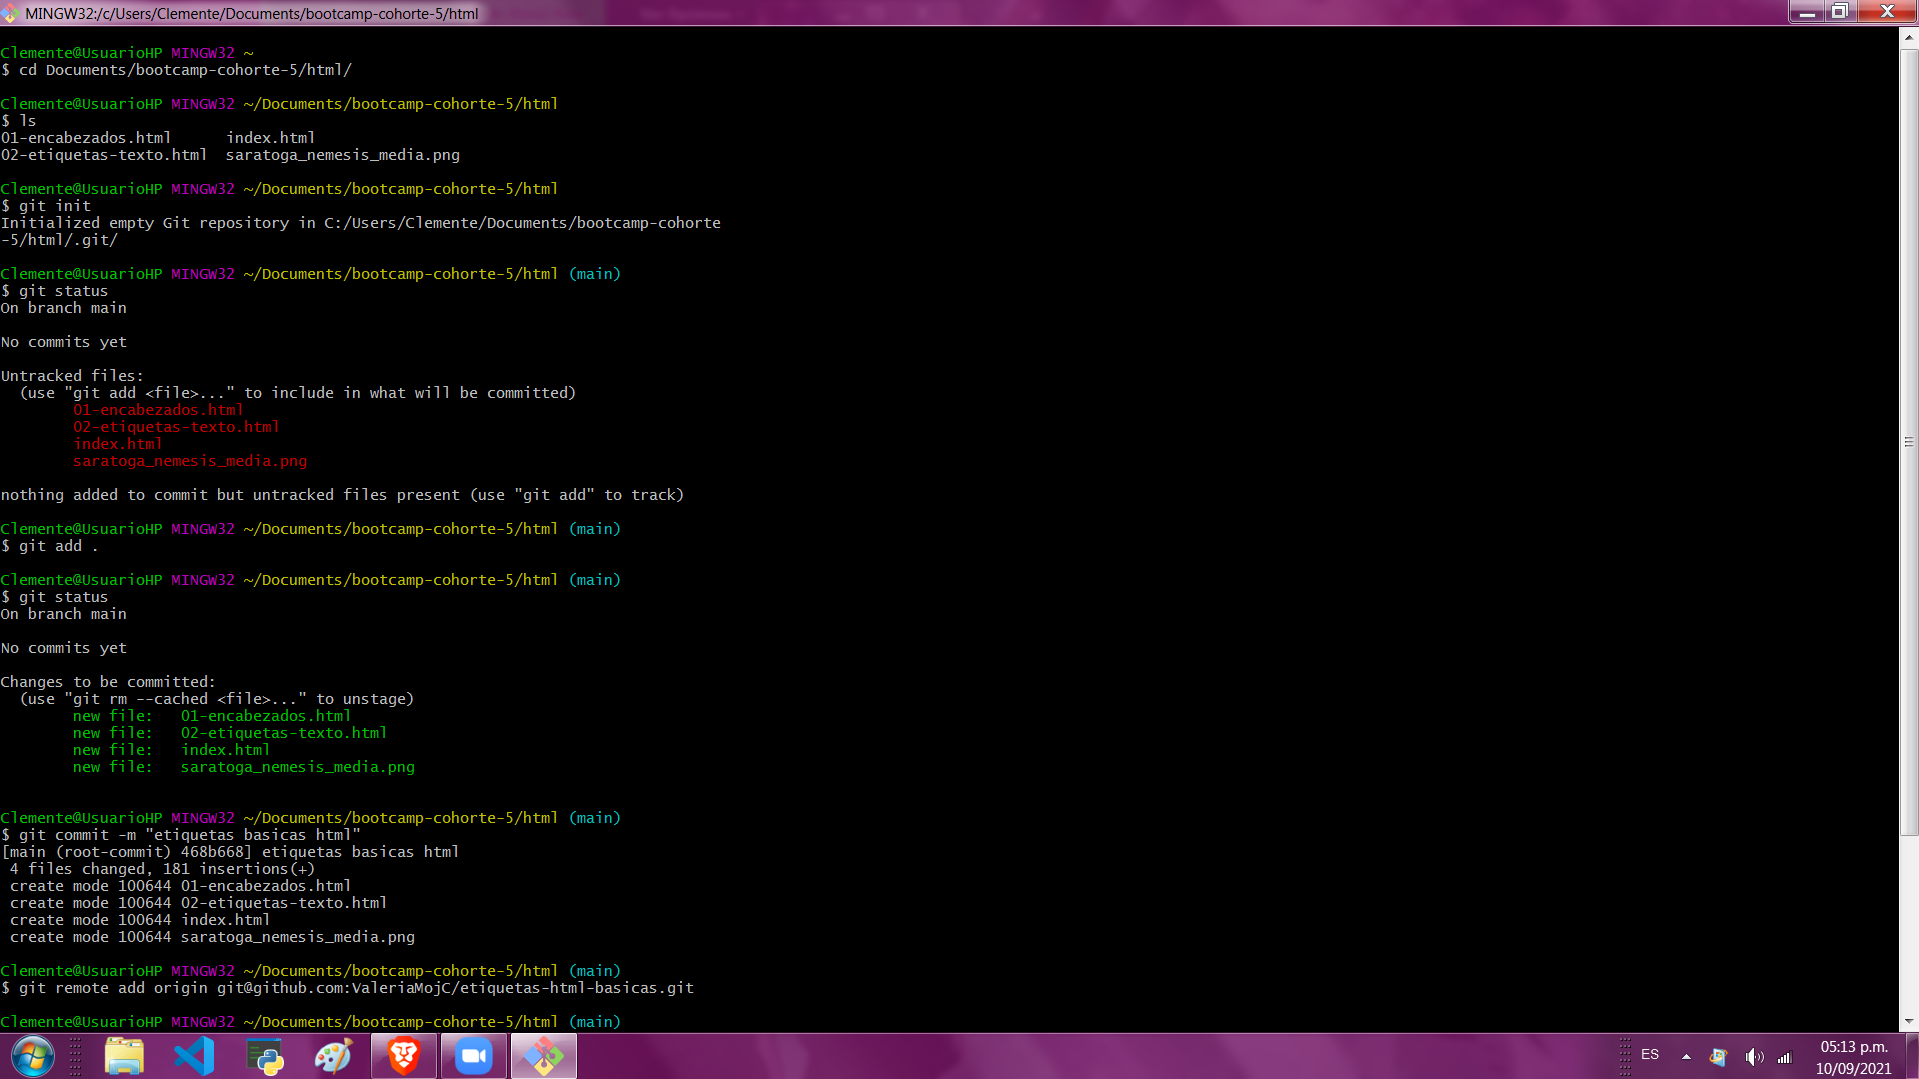 MINGW32:/c/Users/Clemente/Documents/bootcamp-cohorte-5/html
Clemente@UsuarioHP MINGW32 ~
$ cd Documents/bootcamp-cohorte-5/html/
Clemente@UsuarioHP MINGW32 ~/Documents/bootcamp-cohorte-5/html
$ ls
01-encabezados.html      index.html
02-etiquetas-texto.html  saratoga_nemesis_media.png
Clemente@UsuarioHP MINGW32 ~/Documents/bootcamp-cohorte-5/html
$ git init
Initialized empty Git repository in C:/Users/Clemente/Documents/bootcamp-cohorte
-5/html/.git/
Clemente@UsuarioHP MINGW32 ~/Documents/bootcamp-cohorte-5/html (main)
$ git status
On branch main
No commits yet
Untracked files:
  (use "git add <file>..." to include in what will be committed)
        01-encabezados.html
        02-etiquetas-texto.html
        index.html
        saratoga_nemesis_media.png
nothing added to commit but untracked files present (use "git add" to track)
Clemente@UsuarioHP MINGW32 ~/Documents/bootcamp-cohorte-5/html (main)
$ git add .
Clemente@UsuarioHP MINGW32 ~/Documents/bootcamp-cohorte-5/html (main)
$ git status
On branch main
No commits yet
Changes to be committed:
  (use "git rm --cached <file>..." to unstage)
        new file:   01-encabezados.html
        new file:   02-etiquetas-texto.html
        new file:   index.html
        new file:   saratoga_nemesis_media.png
Clemente@UsuarioHP MINGW32 ~/Documents/bootcamp-cohorte-5/html (main)
$ git commit -m "etiquetas basicas html"
[main (root-commit) 468b668] etiquetas basicas html
 4 files changed, 181 insertions(+)
 create mode 100644 01-encabezados.html
 create mode 100644 02-etiquetas-texto.html
 create mode 100644 index.html
 create mode 100644 saratoga_nemesis_media.png
Clemente@UsuarioHP MINGW32 ~/Documents/bootcamp-cohorte-5/html (main)
$ git remote add origin git@github.com:ValeriaMojC/etiquetas-html-basicas.git
Clemente@UsuarioHP MINGW32 ~/Documents/bootcamp-cohorte-5/html (main)
ES
05:13 p.m.
10/09/2021